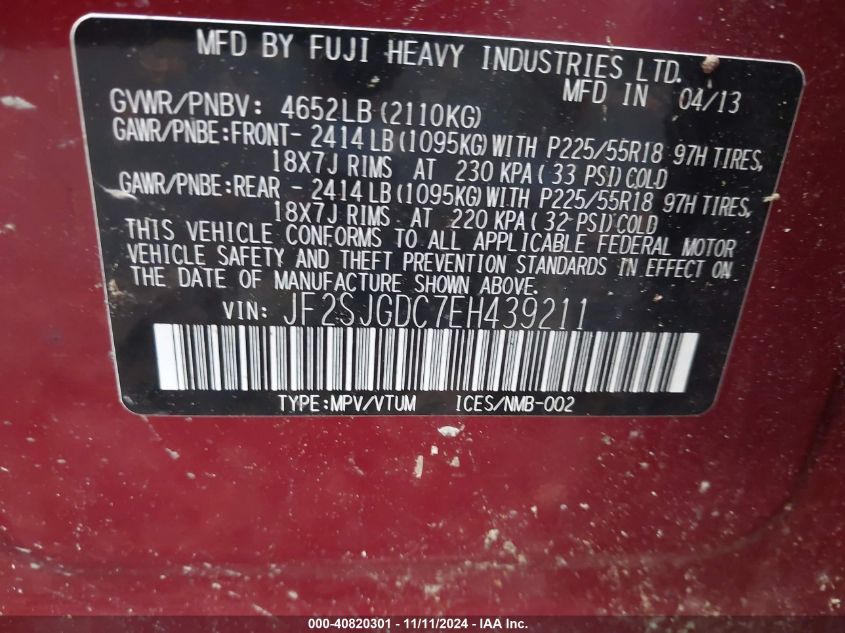 MFD BY FUJI HEAVY INDUSTRIES LTD.
MFD IN 04/13
GVWR/PNBV: 4652LB (2110KG)
GAWR/PNBE:FRONT- 2414 LB (1095KG) WITH P225/55R18 97H TIRES,
18X7J RIMS AT 230 KPA ( 33 PSI) COLD
GAWR/PNBE:REAR - 2414 LB (1095KG) WITH P225/55R18 97H TIRES,
18X7J RIMS AT 220 KPA ( 32 PSI) COLD
THIS VEHICLE CONFORMS TO ALL APPLICABLE FEDERAL MOTOR
VEHICLE SAFETY AND THEFT PREVENTION STANDARDS IN EFFECT ON
THE DATE OF MANUFACTURE SHOWN ABOVE.
VIN: JF2SJGDC7EH439211
TYPE:MPV/VTUM ICES/NMB-002
000-40820301 - 11/11/2024 - IAA Inc.